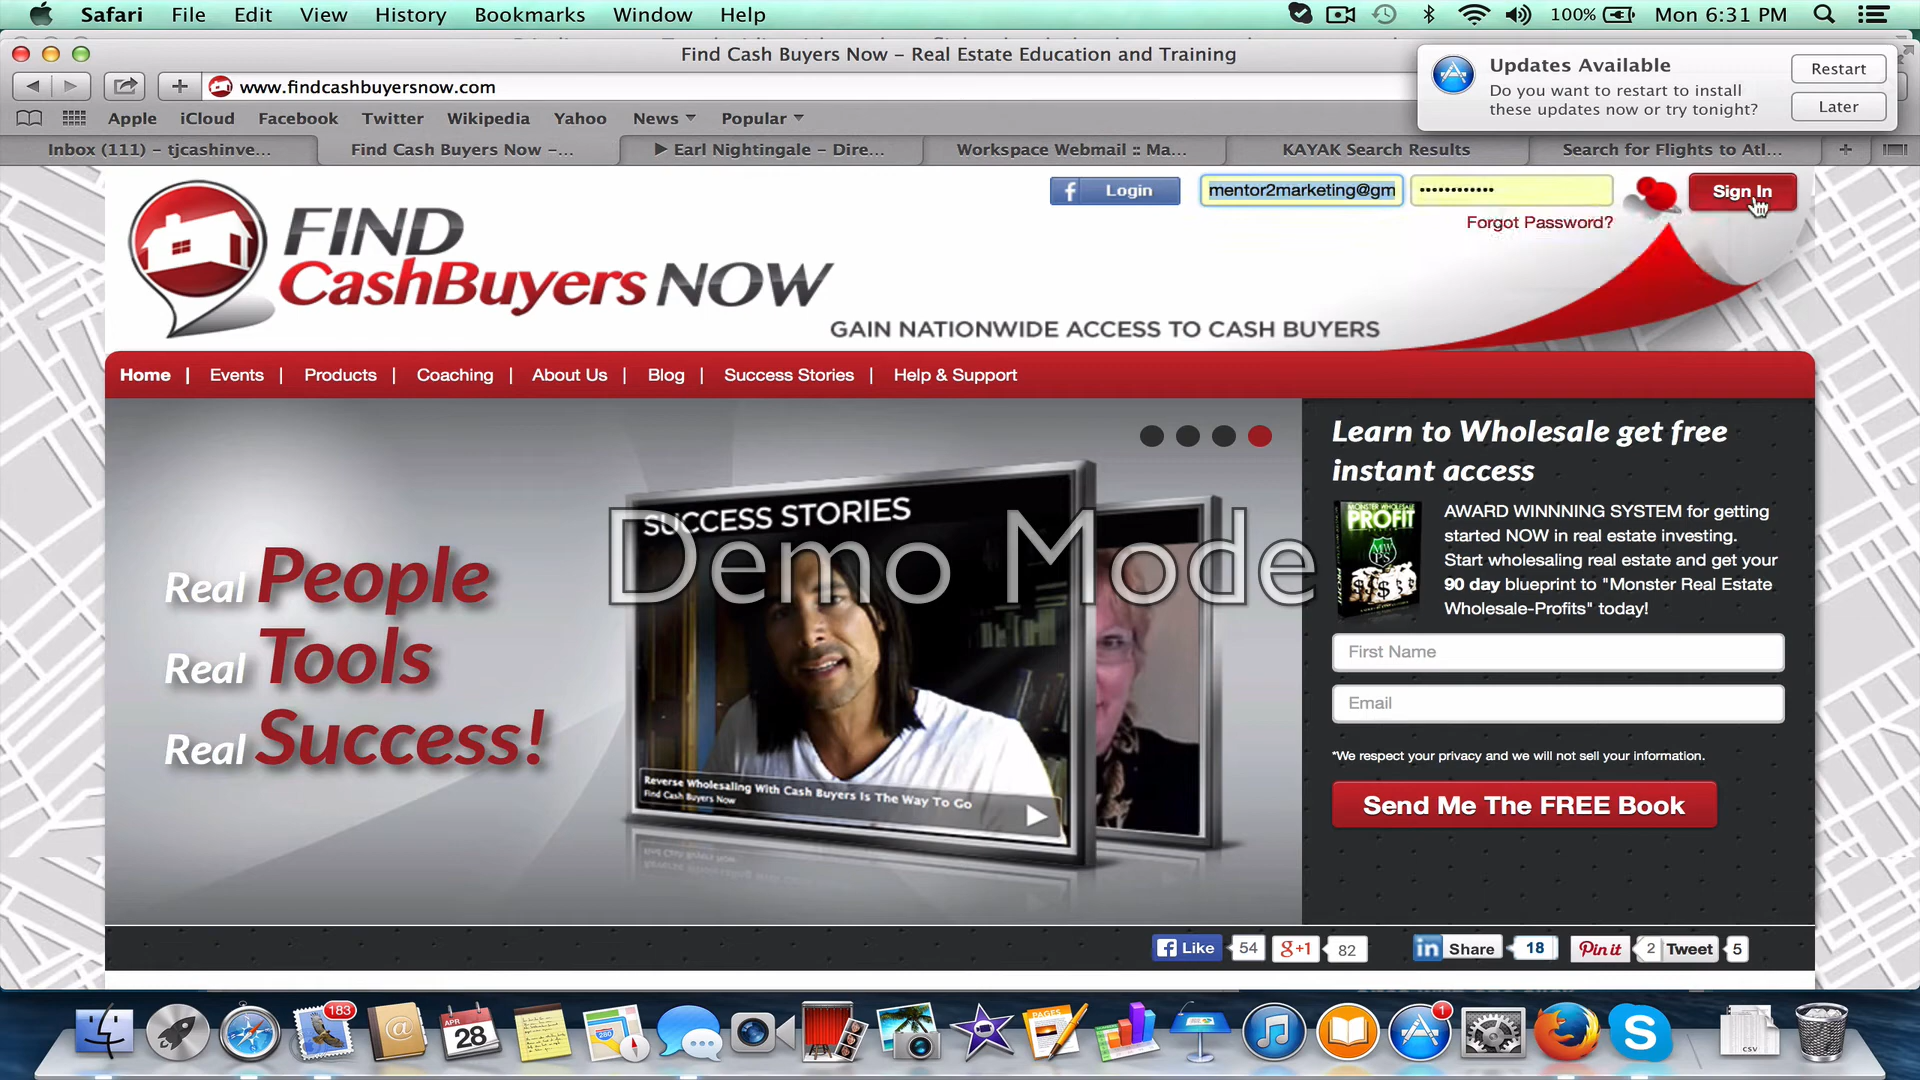 Safari File Edit View History Bookmarks Window Help 100% Mon 6:31 PM
Find Cash Buyers Now – Real Estate Education and Training
www.findcashbuyersnow.com
Updates Available
Do you want to restart to install
these updates now or try tonight?
Restart
Later
Apple iCloud Facebook Twitter Wikipedia Yahoo News Popular
Inbox (111) – tjcashinve... Find Cash Buyers Now –... Earl Nightingale – Dire... Workspace Webmail :: Ma... KAYAK Search Results Search for Flights to Atl...
f Login mentor2marketing@gm •••••••••••• Sign In
Forgot Password?
FIND
CashBuyers NOW
GAIN NATIONWIDE ACCESS TO CASH BUYERS
Home | Events | Products | Coaching | About Us | Blog | Success Stories | Help & Support
Real People
Real Tools
Real Success!
SUCCESS STORIES
Demo Mode
Reverse Wholesaling With Cash Buyers Is The Way To Go
Find Cash Buyers Now
Learn to Wholesale get free
instant access
MONSTER WHOLESALE
PROFIT
AWARD WINNNING SYSTEM for getting
started NOW in real estate investing.
Start wholesaling real estate and get your
90 day blueprint to "Monster Real Estate
Wholesale-Profits" today!
First Name
Email
*We respect your privacy and we will not sell your information.
Send Me The FREE Book
f Like 54 g+1 82 in Share 18 Pin it 2 Tweet 5
183
APR
28
280
PAGES
1
CSV